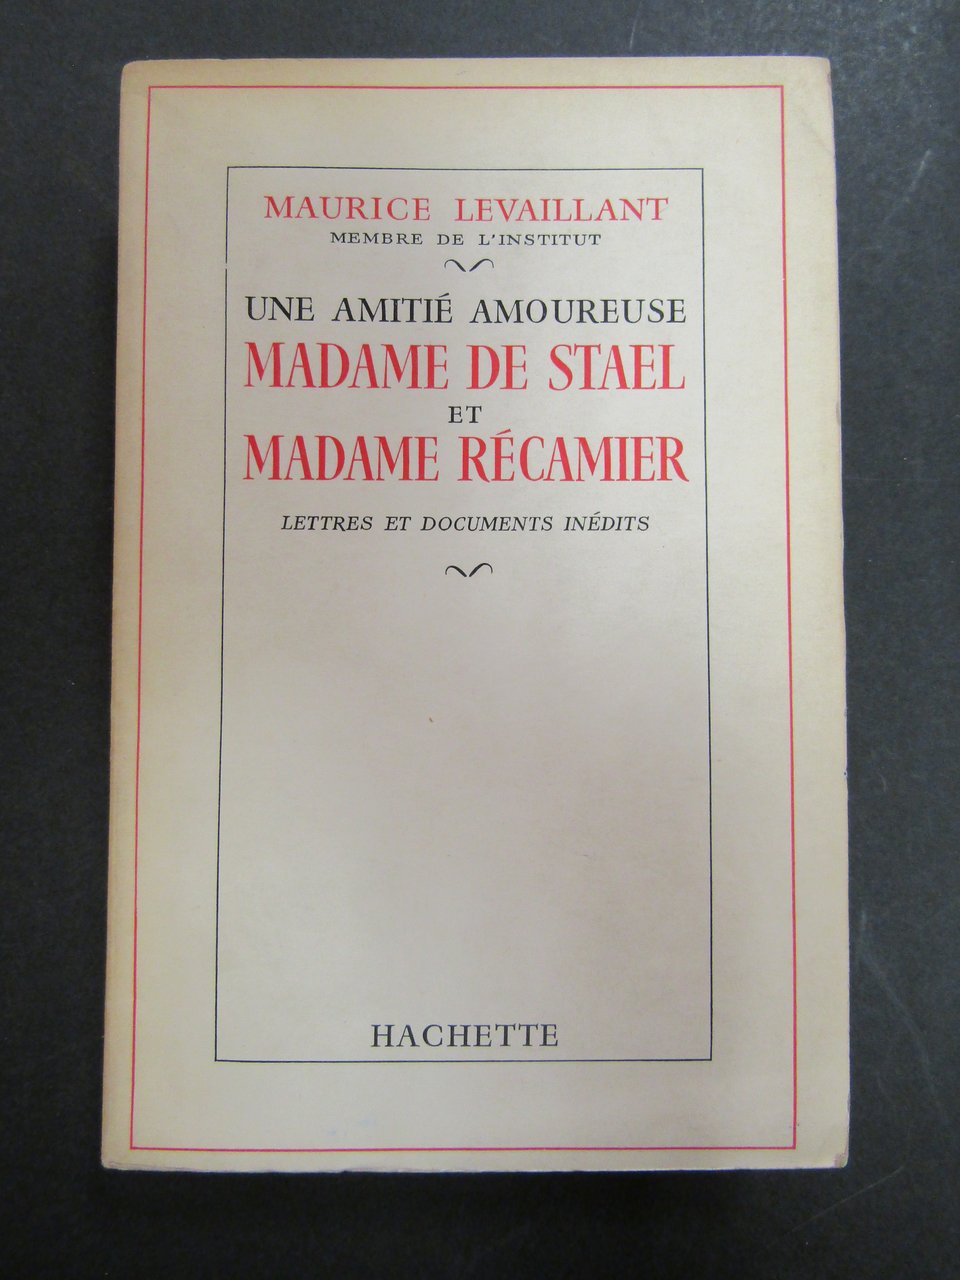 MAURICE LEVAILLANT
MEMBRE DE L'INSTITUT
UNE AMITIÉ AMOUREUSE
MADAME DE STAEL
ET
MADAME RÉCAMIER
LETTRES ET DOCUMENTS INÉDITS
HACHETTE